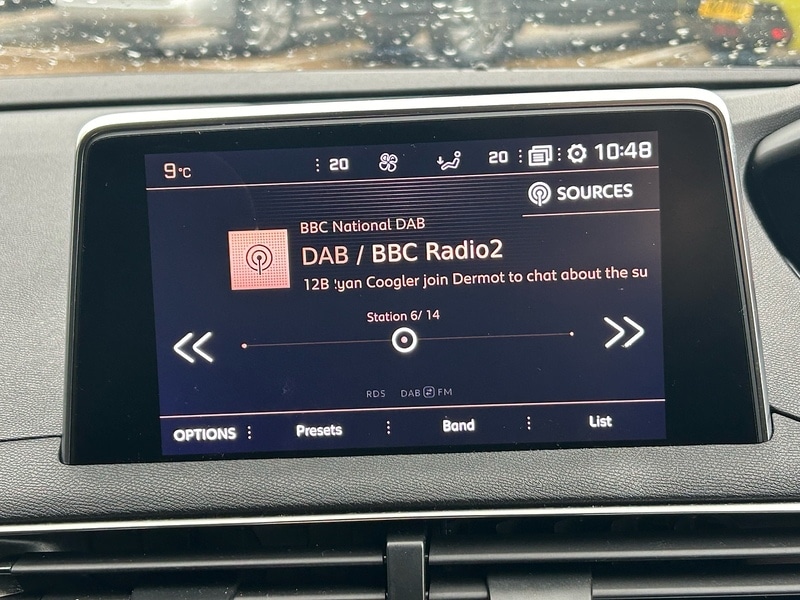 9°C 20 20 10:48
SOURCES
BBC National DAB
DAB / BBC Radio2
12B 'yan Coogler join Dermot to chat about the su
Station 6/ 14
RDS DAB FM
OPTIONS Presets Band List